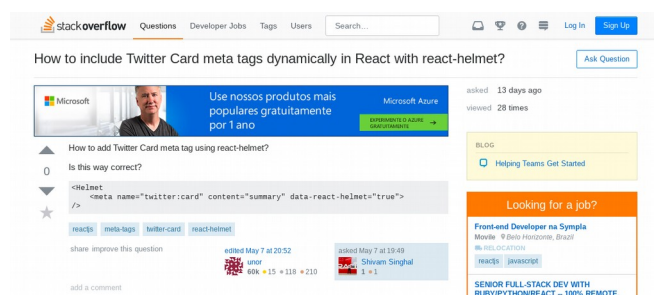 stack overflow Questions Developer Jobs Tags Users Search... Log In Sign Up
How to include Twitter Card meta tags dynamically in React with react-helmet?
Ask Question
Microsoft
Use nossos produtos mais
populares gratuitamente
por 1 ano
Microsoft Azure
EXPERIMENTE O AZURE
GRATUITAMENTE →
asked 13 days ago
viewed 28 times
0
How to add Twitter Card meta tag using react-helmet?
Is this way correct?
<Helmet
<meta name="twitter:card" content="summary" data-react-helmet="true">
/>
reactjs meta-tags twitter-card react-helmet
share improve this question
edited May 7 at 20:52
unor
60k 15 118 210
asked May 7 at 19:49
Shivam Singhal
1 1
add a comment
BLOG
Helping Teams Get Started
Looking for a job?
Front-end Developer na Sympla
Movile Belo Horizonte, Brazil
RELOCATION
reactjs javascript
SENIOR FULL-STACK DEV WITH
RUBY/PYTHON/REACT – 100% REMOTE